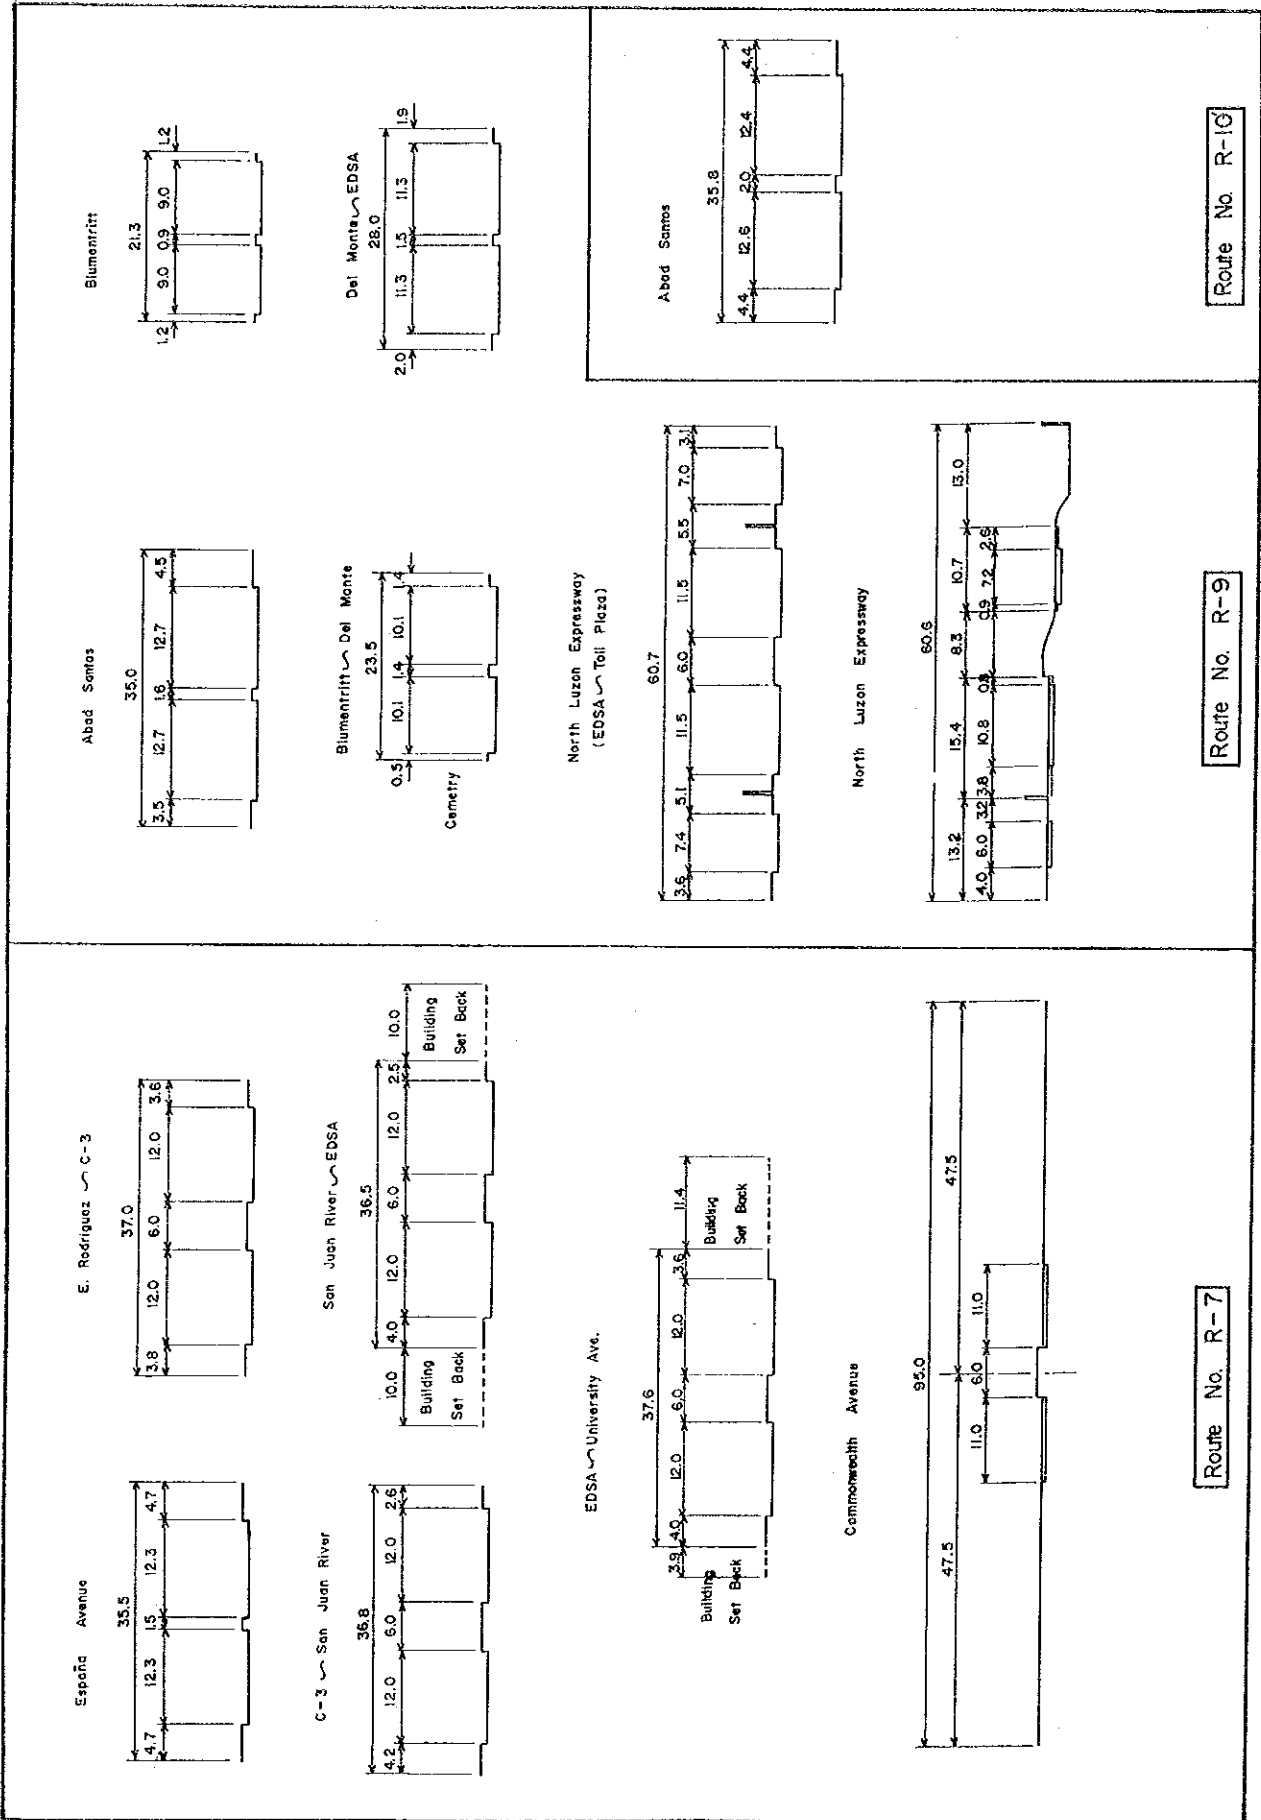 España Avenue
35.5
4.7 12.3 1.5 12.3 4.7
E. Rodriguez ~ C-3
37.0
3.8 12.0 6.0 12.0 3.6
C-3 ~ San Juan River
36.8
4.2 12.0 6.0 12.0 2.6
San Juan River ~ EDSA
36.5
10.0 4.0 12.0 6.0 12.0 2.5 10.0
Building Building
Set Back Set Back
EDSA ~ University Ave.
37.6
3.9 4.0 12.0 6.0 12.0 3.6 11.4
Building Building
Set Back Set Back
Commonwealth Avenue
95.0
47.5 47.5
11.0 6.0 11.0
Route No. R-7
Abad Santos
35.0
3.5 12.7 1.6 12.7 4.5
Blumentritt
21.3
1.2 9.0 0.9 9.0 1.2
Blumentritt ~ Del Monte
23.5
0.5 10.1 1.4 10.1 1.4
Cemetry
Del Monte ~ EDSA
28.0
2.0 11.3 1.5 11.3 1.9
North Luzon Expressway
(EDSA ~ Toll Plaza)
60.7
3.6 7.4 5.1 11.5 6.0 11.5 5.5 7.0 3.1
North Luzon Expressway
60.6
13.2 15.4 8.3 10.7 13.0
4.0 6.0 3.2 3.8 10.8 0.8 0.9 7.2 2.6
Route No. R-9
Abad Santos
35.8
4.4 12.6 2.0 12.4 4.4
Route No. R-10